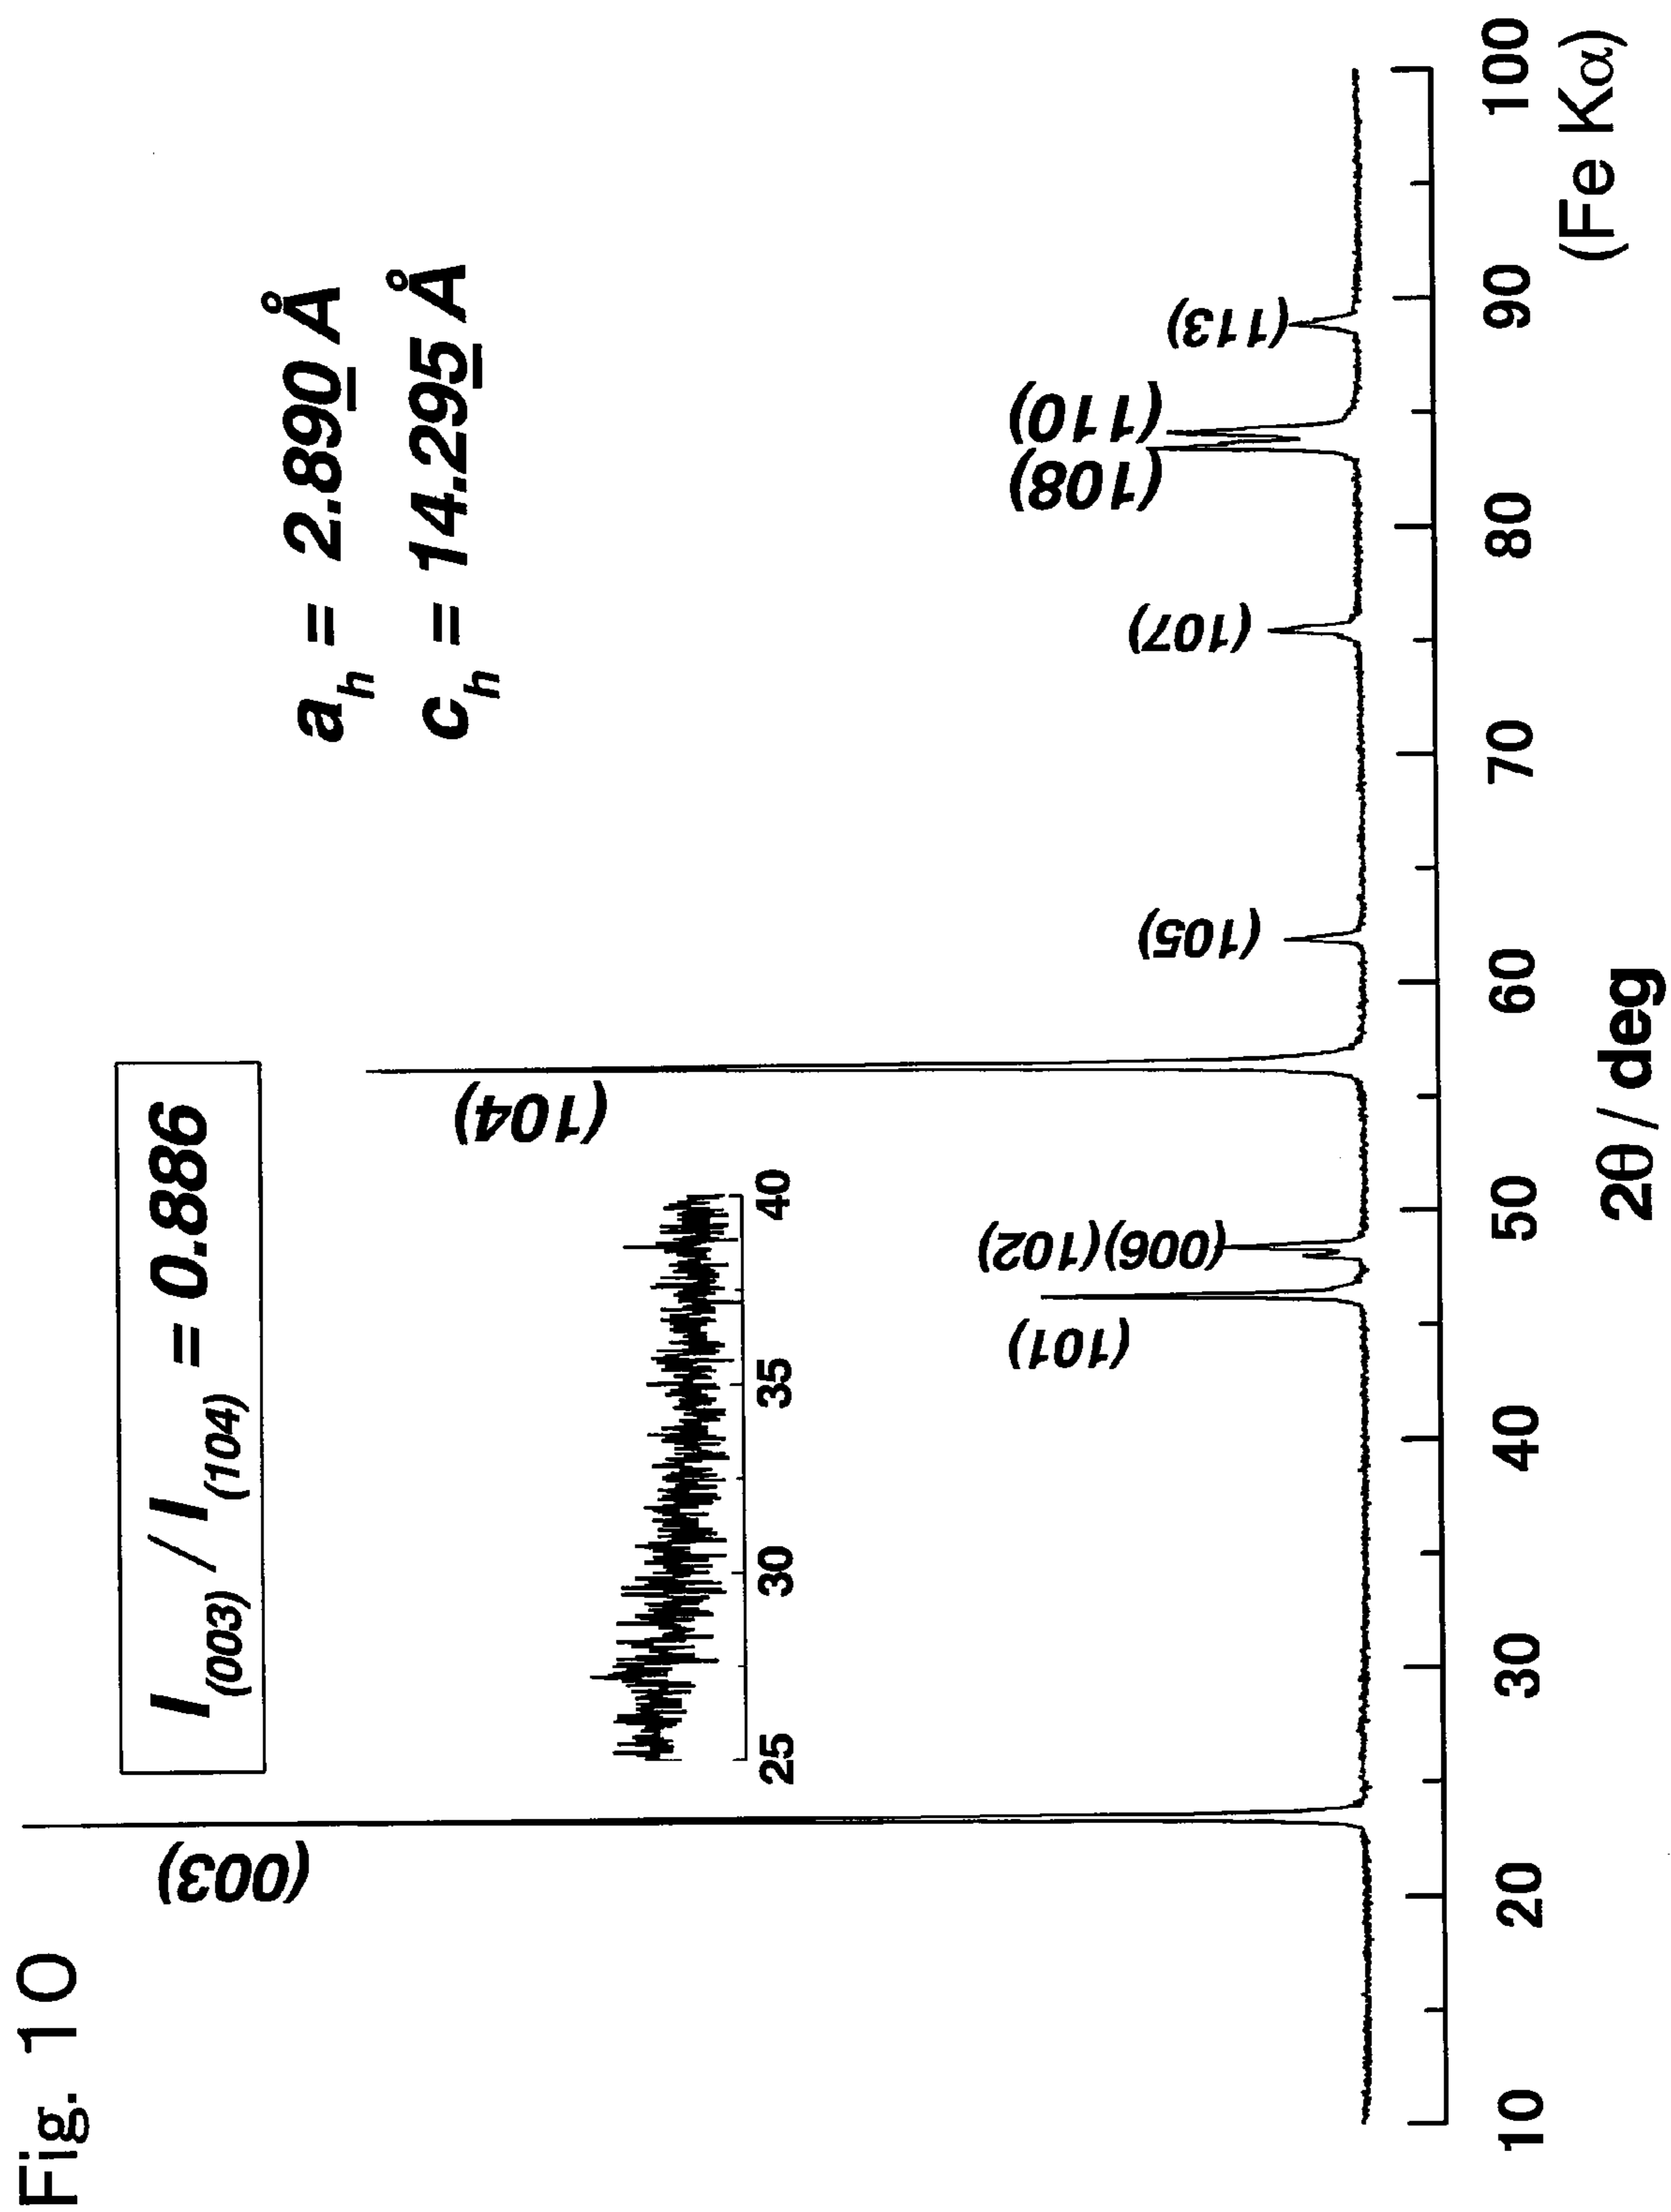 Fig. 10
I(003) / I(104) = 0.886
ah = 2.890 Å
ch = 14.295 Å
(003)
(104)
25 30 35 40
(101)
(006)(102)
(105)
(107)
(108)
(110)
(113)
10 20 30 40 50 60 70 80 90 100
2θ / deg
(Fe Kα)